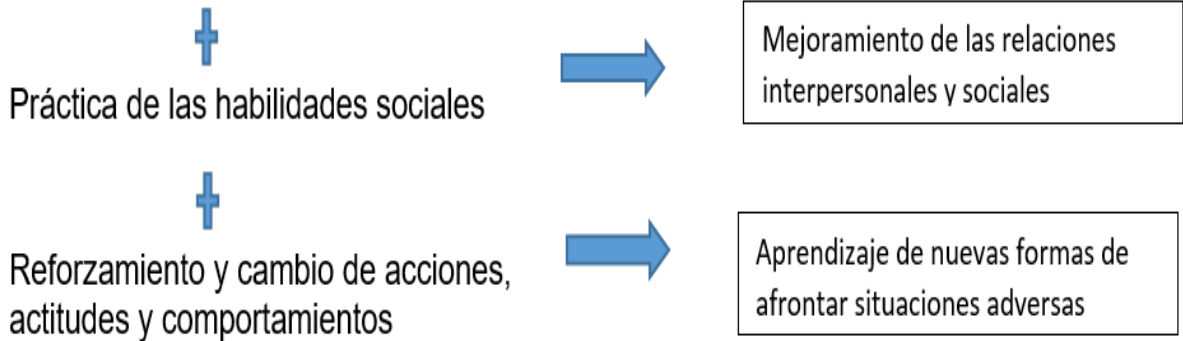 Práctica de las habilidades sociales
Mejoramiento de las relaciones
interpersonales y sociales
Reforzamiento y cambio de acciones,
actitudes y comportamientos
Aprendizaje de nuevas formas de
afrontar situaciones adversas